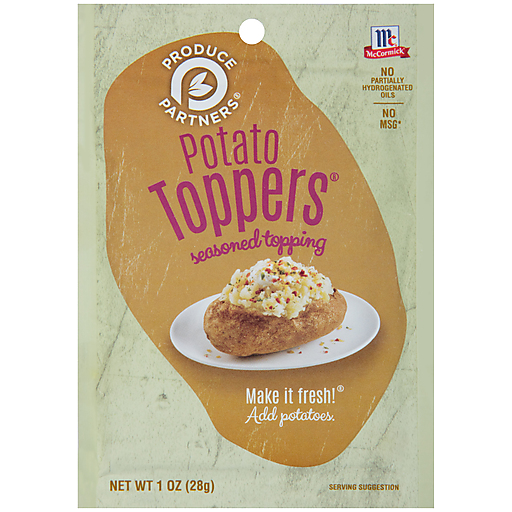 PRODUCE
PARTNERS®
Mc
McCormick®
NO
PARTIALLY
HYDROGENATED
OILS
NO
MSG*
Potato
Toppers®
seasoned topping
Make it fresh!®
Add potatoes.
NET WT 1 OZ (28g)
SERVING SUGGESTION